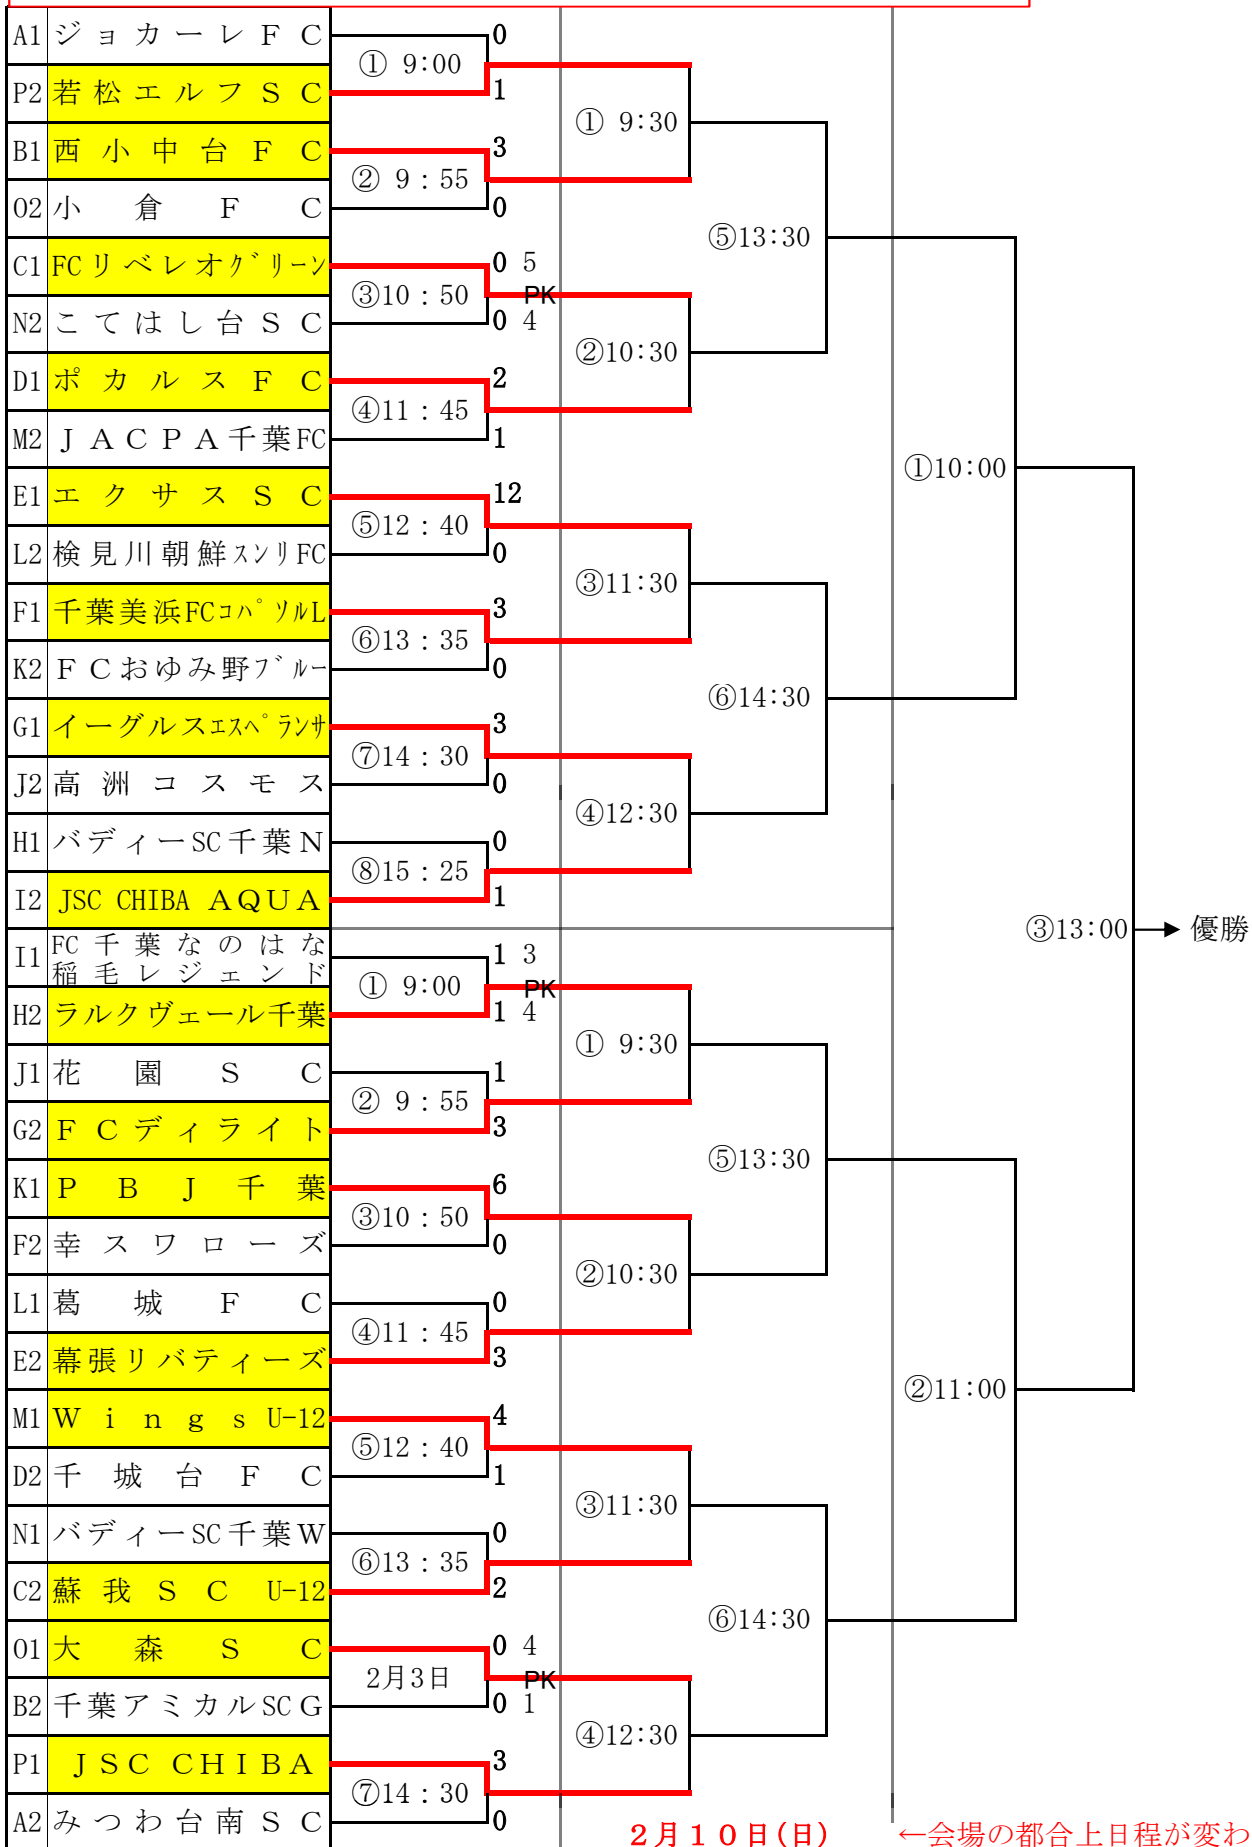 A1 ジョカーレＦＣ 0
① 9:00
P2 若松エルフＳＣ 1
① 9:30
B1 西小中台ＦＣ 3
② 9：55
O2 小倉ＦＣ 0
⑤13:30
C1 FCリベレオグリーン 0 5
③10：50 PK
N2 こてはし台ＳＣ 0 4
②10:30
D1 ポカルスＦＣ 2
④11：45
M2 ＪＡＣＰＡ千葉FC 1
①10:00
E1 エクサスＳＣ 12
⑤12：40
L2 検見川朝鮮スンリFC 0
③11:30
F1 千葉美浜FCコパソルL 3
⑥13：35
K2 ＦＣおゆみ野ブルー 0
⑥14:30
G1 イーグルスエスペランサ 3
⑦14：30
J2 高洲コスモス 0
④12:30
H1 バディーSC千葉Ｎ 0
⑧15：25
I2 JSC CHIBA ＡＱＵＡ 1
③13:00 優勝
I1 FC千葉なのはな
稲毛レジェンド 1 3
① 9:00 PK
H2 ラルクヴェール千葉 1 4
① 9:30
J1 花園ＳＣ 1
② 9：55
G2 ＦＣディライト 3
⑤13:30
K1 ＰＢＪ千葉 6
③10：50
F2 幸スワローズ 0
②10:30
L1 葛城ＦＣ 0
④11：45
E2 幕張リバティーズ 3
②11:00
M1 ＷｉｎｇｓU-12 4
⑤12：40
D2 千城台ＦＣ 1
③11:30
N1 バディーSC千葉Ｗ 0
⑥13：35
C2 蘇我ＳＣ U-12 2
⑥14:30
O1 大森ＳＣ 0 4
2月3日 PK
B2 千葉アミカルSCＧ 0 1
④12:30
P1 ＪＳＣ ＣＨＩＢＡ 3
⑦14：30
A2 みつわ台南ＳＣ 0
２月１０日(日) ←会場の都合上日程が変わ